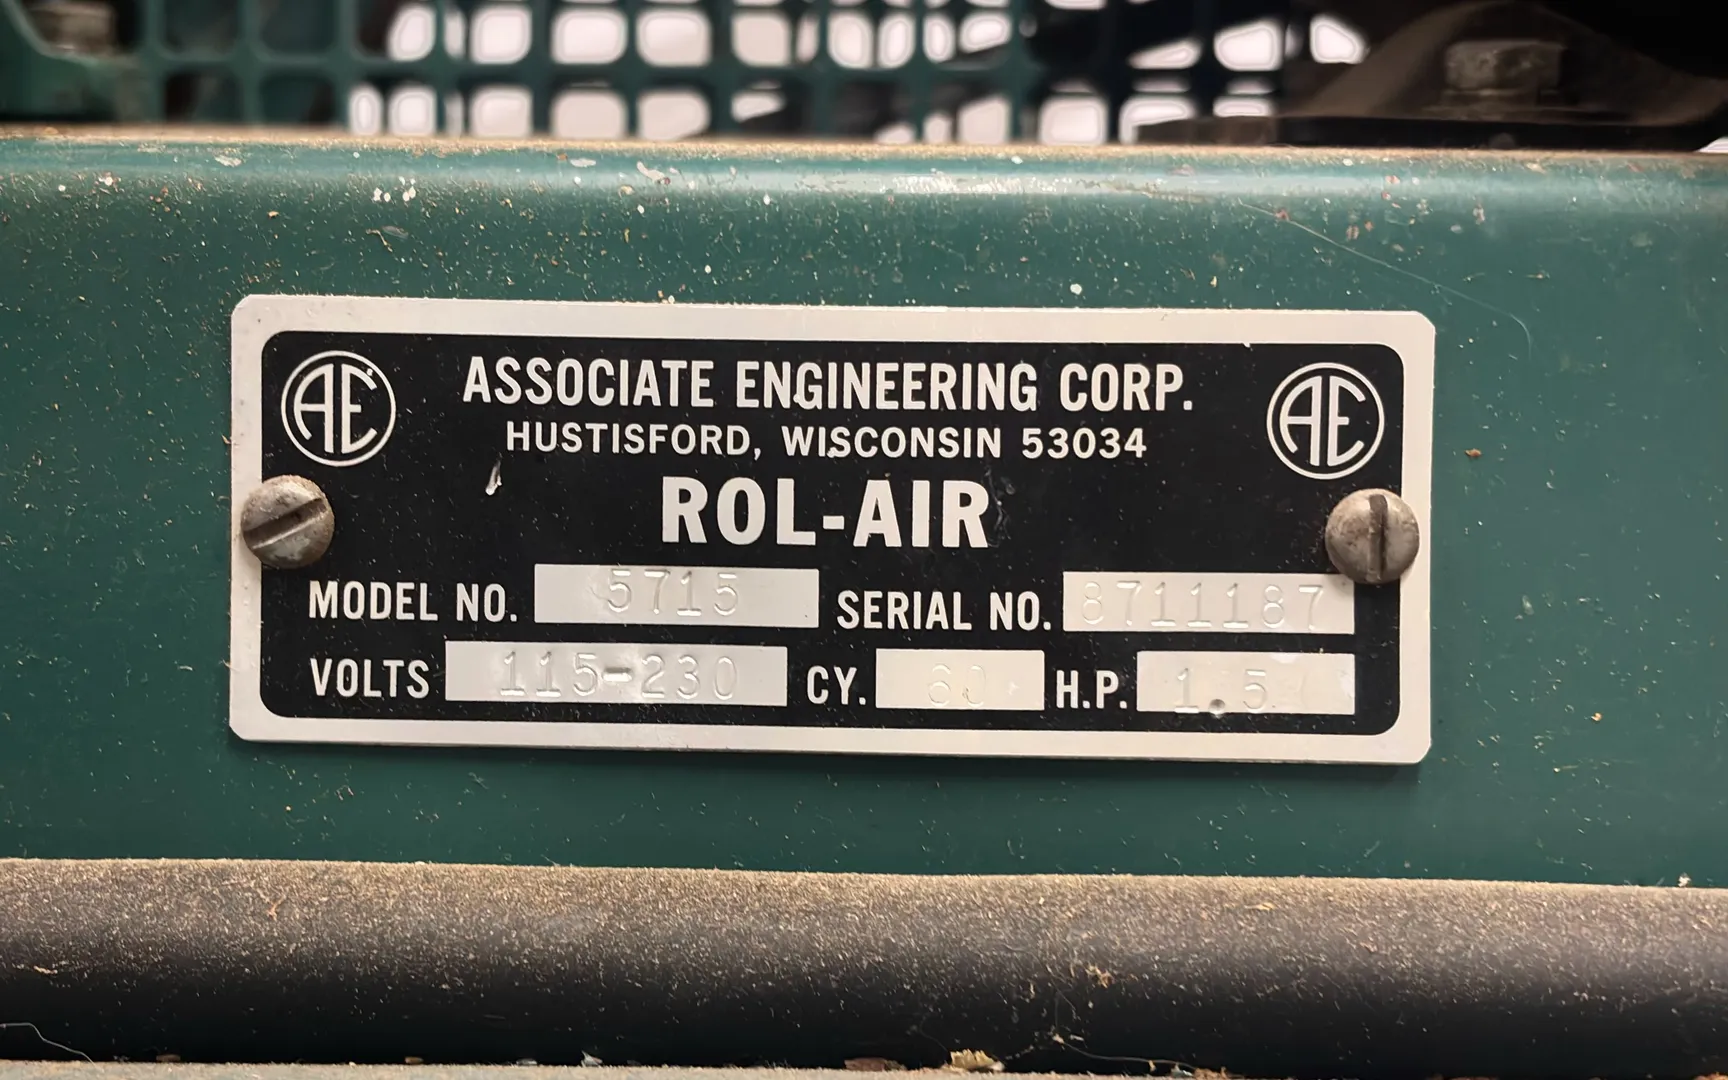 AE ASSOCIATE ENGINEERING CORP. AE
HUSTISFORD, WISCONSIN 53034
ROL-AIR
MODEL NO. 5715 SERIAL NO. 8711187
VOLTS 115-230 CY. 60 H.P. 1.5